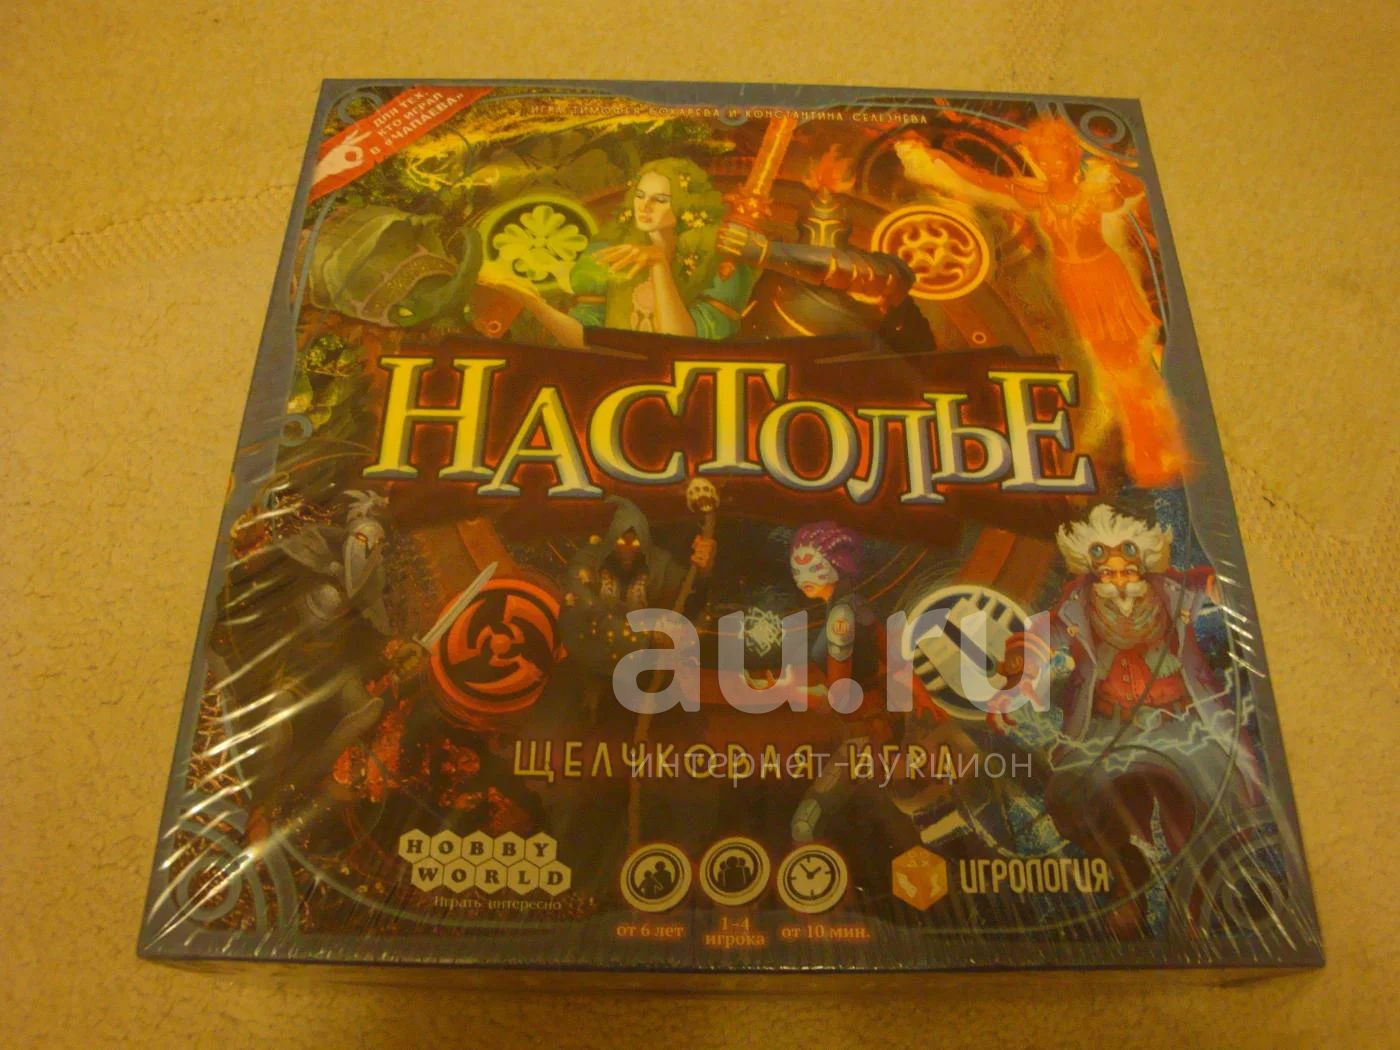 ДЛЯ ТЕХ,
КТО ИГРАЛ
В «ЧАПАЕВА»
ИГРА ТИМОФЕЯ БОКАРЕВА И КОНСТАНТИНА СЕЛЕЗНЁВА
НАСТОЛЬЕ
au.ru
интернет-аукцион
ЩЕЛЧКОВАЯ ИГРА
HOBBY
WORLD
Играть интересно
от 6 лет
1-4
игрока
от 10 мин.
ИГРОЛОГИЯ